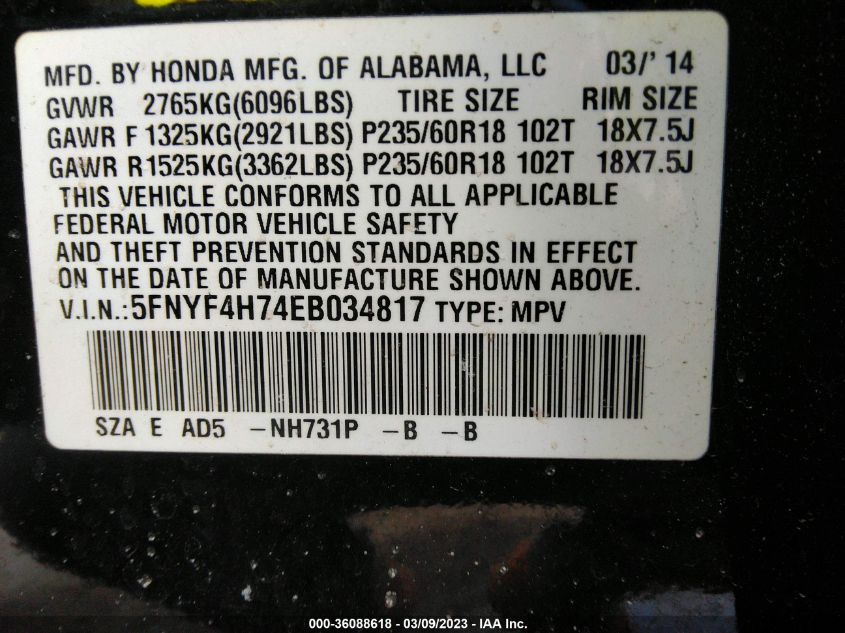 MFD. BY HONDA MFG. OF ALABAMA, LLC 03/' 14
GVWR 2765KG(6096LBS) TIRE SIZE RIM SIZE
GAWR F 1325KG(2921LBS) P235/60R18 102T 18X7.5J
GAWR R1525KG(3362LBS) P235/60R18 102T 18X7.5J
THIS VEHICLE CONFORMS TO ALL APPLICABLE
FEDERAL MOTOR VEHICLE SAFETY
AND THEFT PREVENTION STANDARDS IN EFFECT
ON THE DATE OF MANUFACTURE SHOWN ABOVE.
V.I.N.:5FNYF4H74EB034817 TYPE: MPV
SZA E AD5 -NH731P -B -B
000-36088618 - 03/09/2023 - IAA Inc.